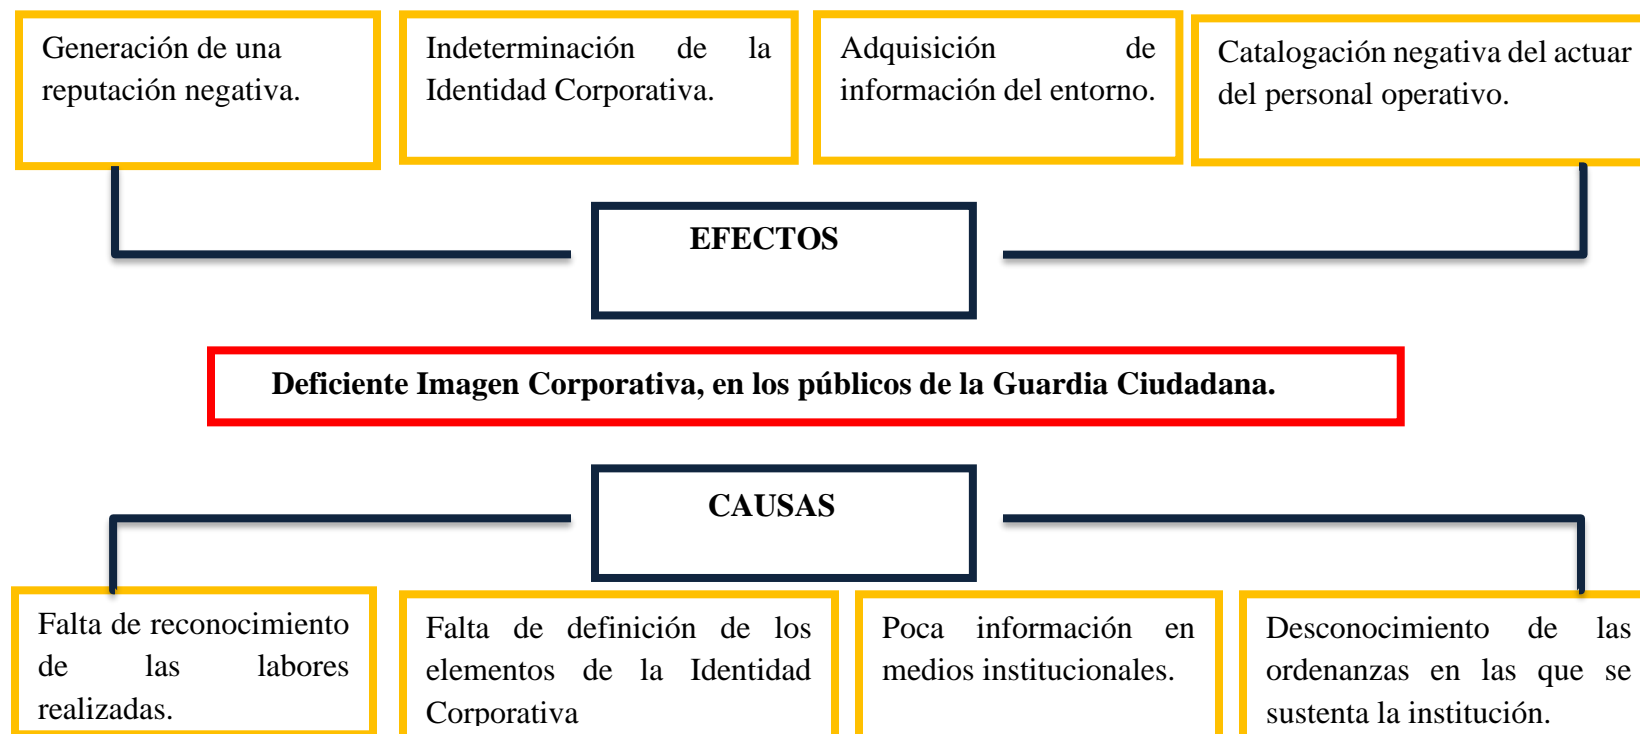 Generación de una
reputación negativa.
Indeterminación de la
Identidad Corporativa.
Adquisición de
información del entorno.
Catalogación negativa del actuar
del personal operativo.
EFECTOS
Deficiente Imagen Corporativa, en los públicos de la Guardia Ciudadana.
CAUSAS
Falta de reconocimiento
de las labores
realizadas.
Falta de definición de los
elementos de la Identidad
Corporativa
Poca información en
medios institucionales.
Desconocimiento de las
ordenanzas en las que se
sustenta la institución.